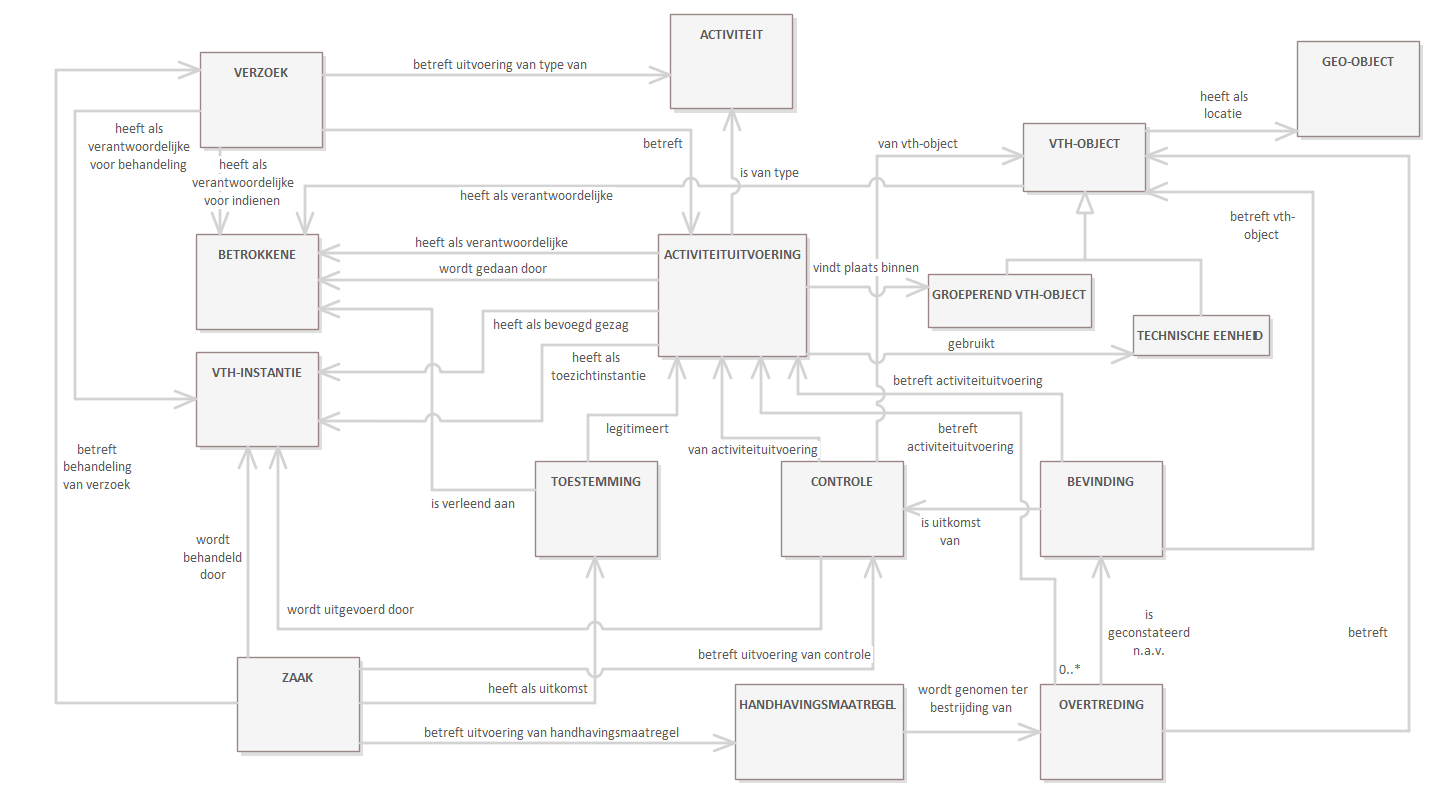 ACTIVITEIT
GEO-OBJECT
VERZOEK
betreft uitvoering van type van
heeft als
locatie
heeft als
verantwoordelijke
voor behandeling
betreft
van vth-object
VTH-OBJECT
heeft als
verantwoordelijke
voor indienen
is van type
heeft als verantwoordelijke
betreft vth-
object
BETROKKENE
heeft als verantwoordelijke
wordt gedaan door
ACTIVITEITUITVOERING
vindt plaats binnen
GROEPEREND VTH-OBJECT
heeft als bevoegd gezag
TECHNISCHE EENHEID
gebruikt
VTH-INSTANTIE
heeft als
toezichtinstantie
betreft activiteituitvoering
legitimeert
betreft
activiteituitvoering
van activiteituitvoering
betreft
behandeling
van verzoek
TOESTEMMING
CONTROLE
BEVINDING
is verleend aan
is uitkomst
van
wordt
behandeld
door
wordt uitgevoerd door
is
geconstateerd
n.a.v.
betreft
betreft uitvoering van controle
0..*
ZAAK
heeft als uitkomst
HANDHAVINGSMAATREGEL
wordt genomen ter
bestrijding van
OVERTREDING
betreft uitvoering van handhavingsmaatregel